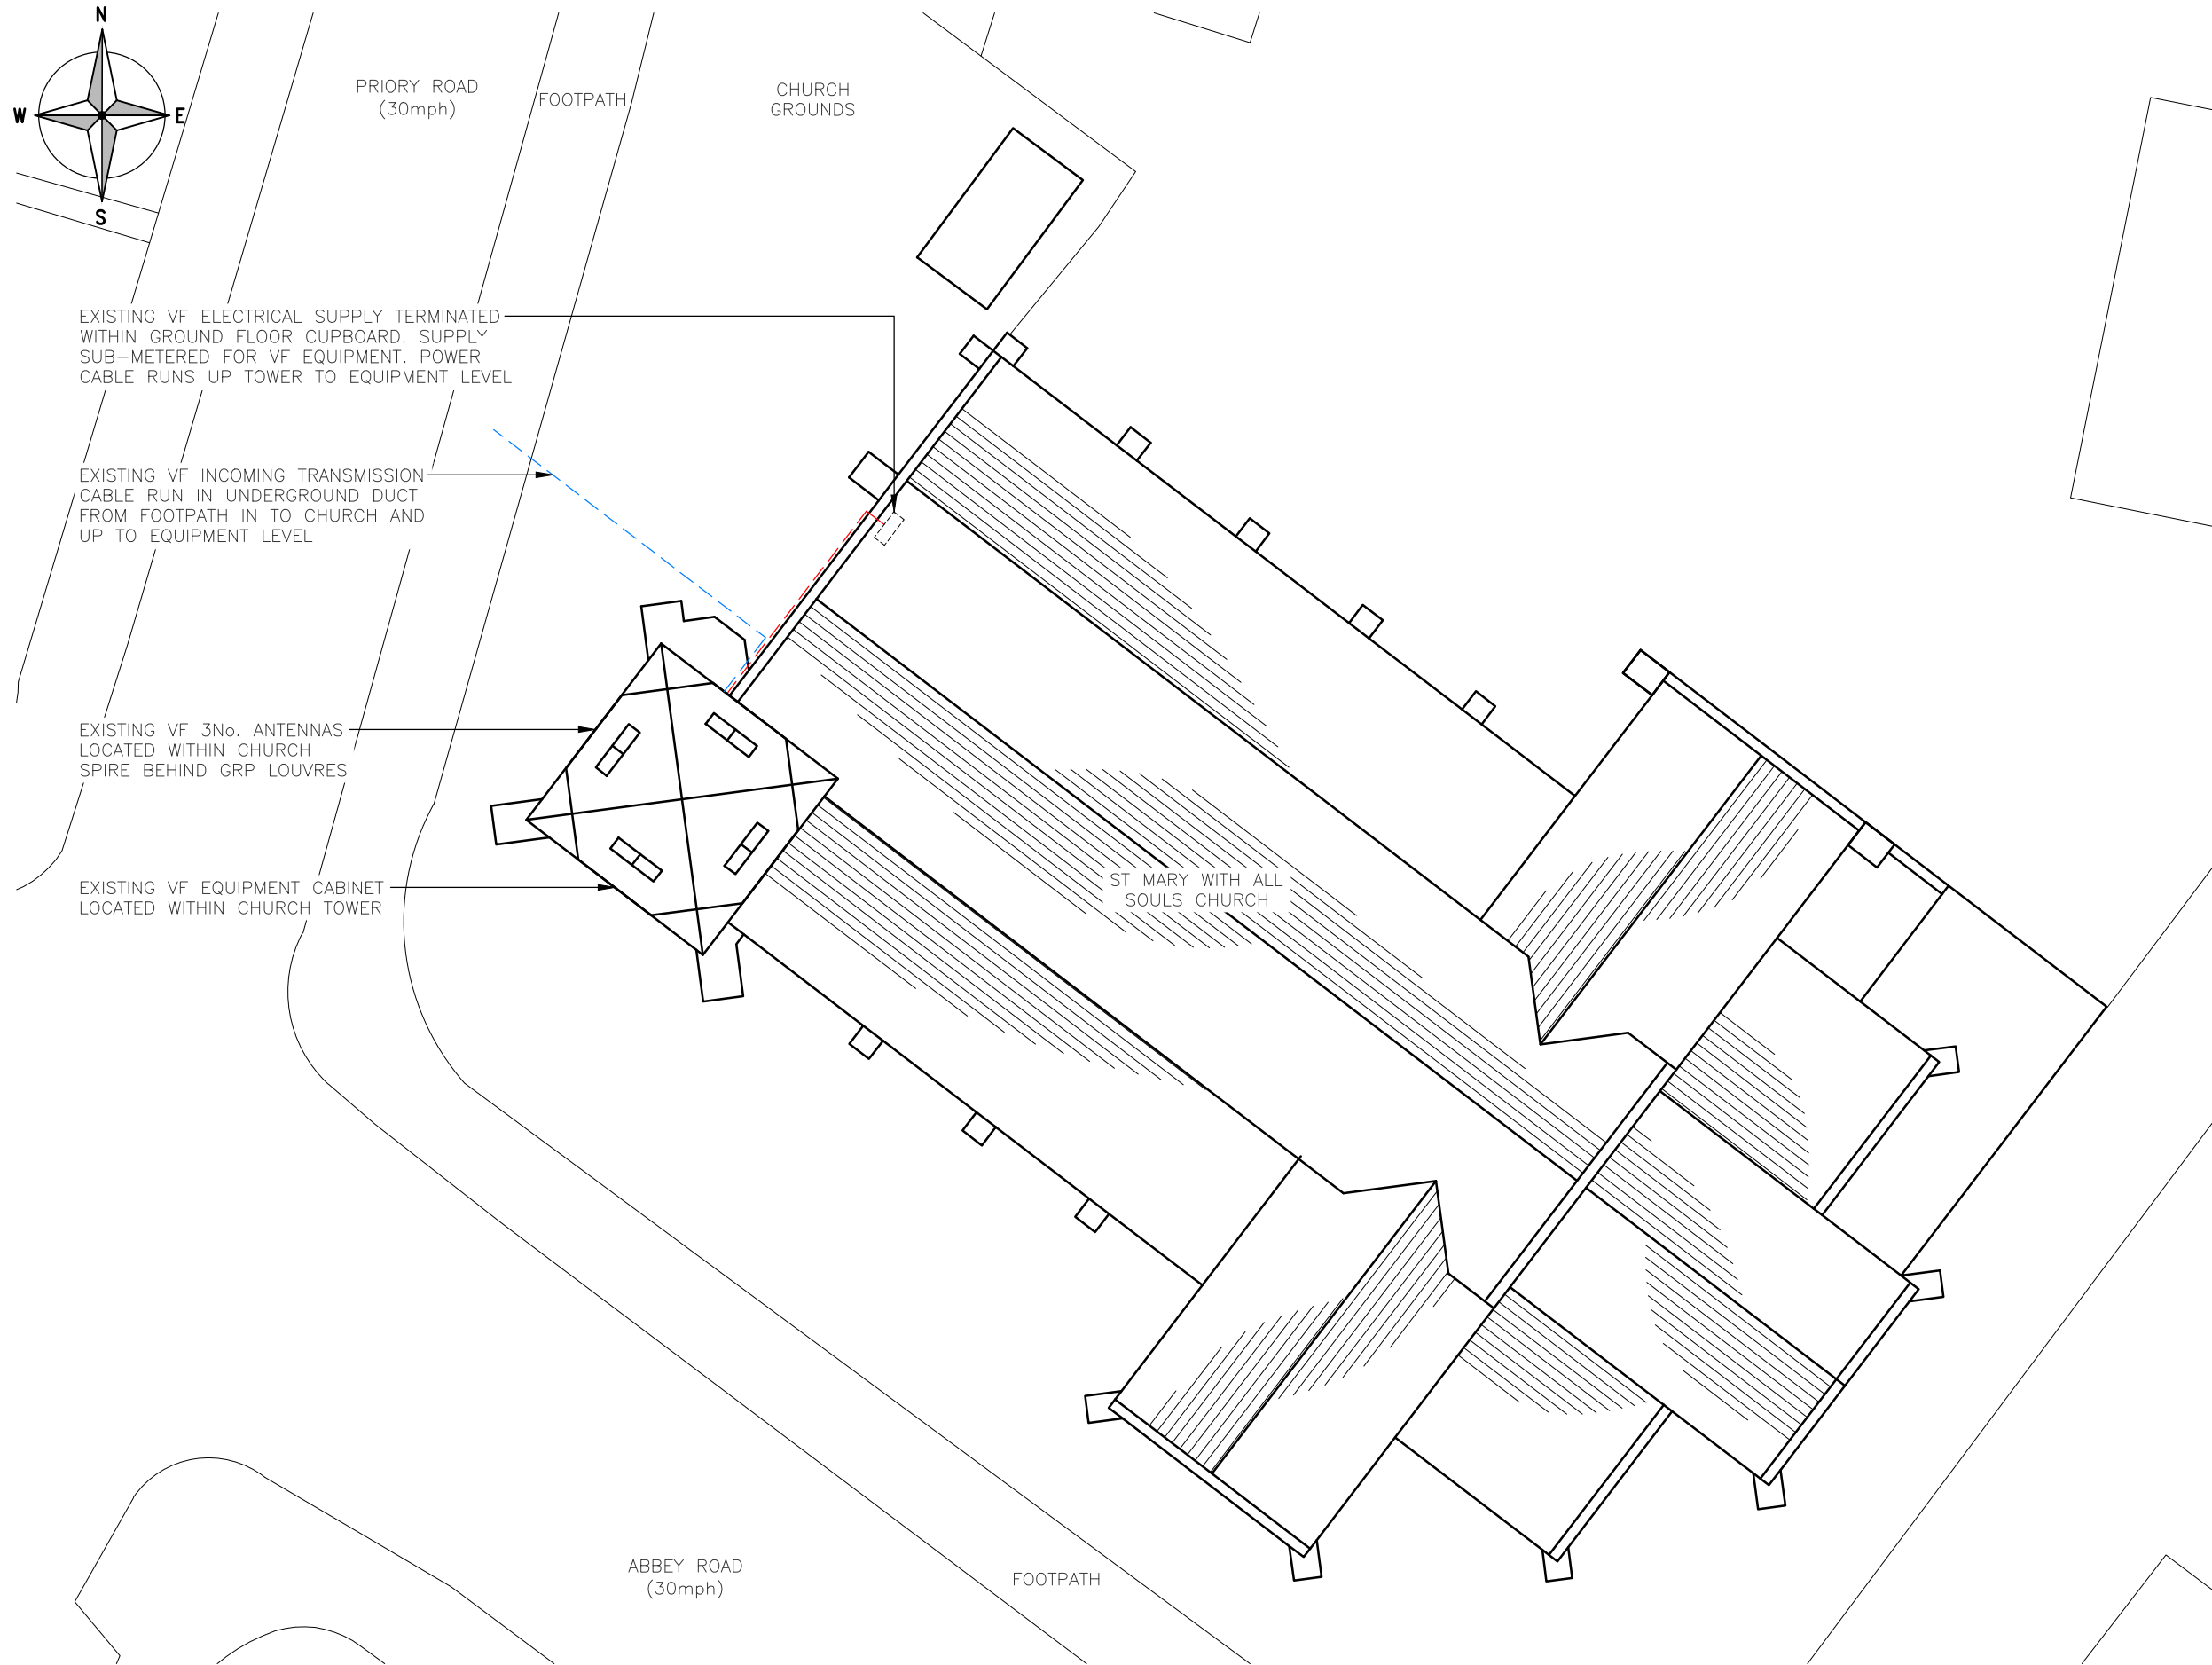 N
W
E
S
PRIORY ROAD
(30mph)
FOOTPATH
CHURCH
GROUNDS
EXISTING VF ELECTRICAL SUPPLY TERMINATED
WITHIN GROUND FLOOR CUPBOARD. SUPPLY
SUB-METERED FOR VF EQUIPMENT. POWER
CABLE RUNS UP TOWER TO EQUIPMENT LEVEL
EXISTING VF INCOMING TRANSMISSION
CABLE RUN IN UNDERGROUND DUCT
FROM FOOTPATH IN TO CHURCH AND
UP TO EQUIPMENT LEVEL
EXISTING VF 3No. ANTENNAS
LOCATED WITHIN CHURCH
SPIRE BEHIND GRP LOUVRES
EXISTING VF EQUIPMENT CABINET
LOCATED WITHIN CHURCH TOWER
ST MARY WITH ALL
SOULS CHURCH
ABBEY ROAD
(30mph)
FOOTPATH